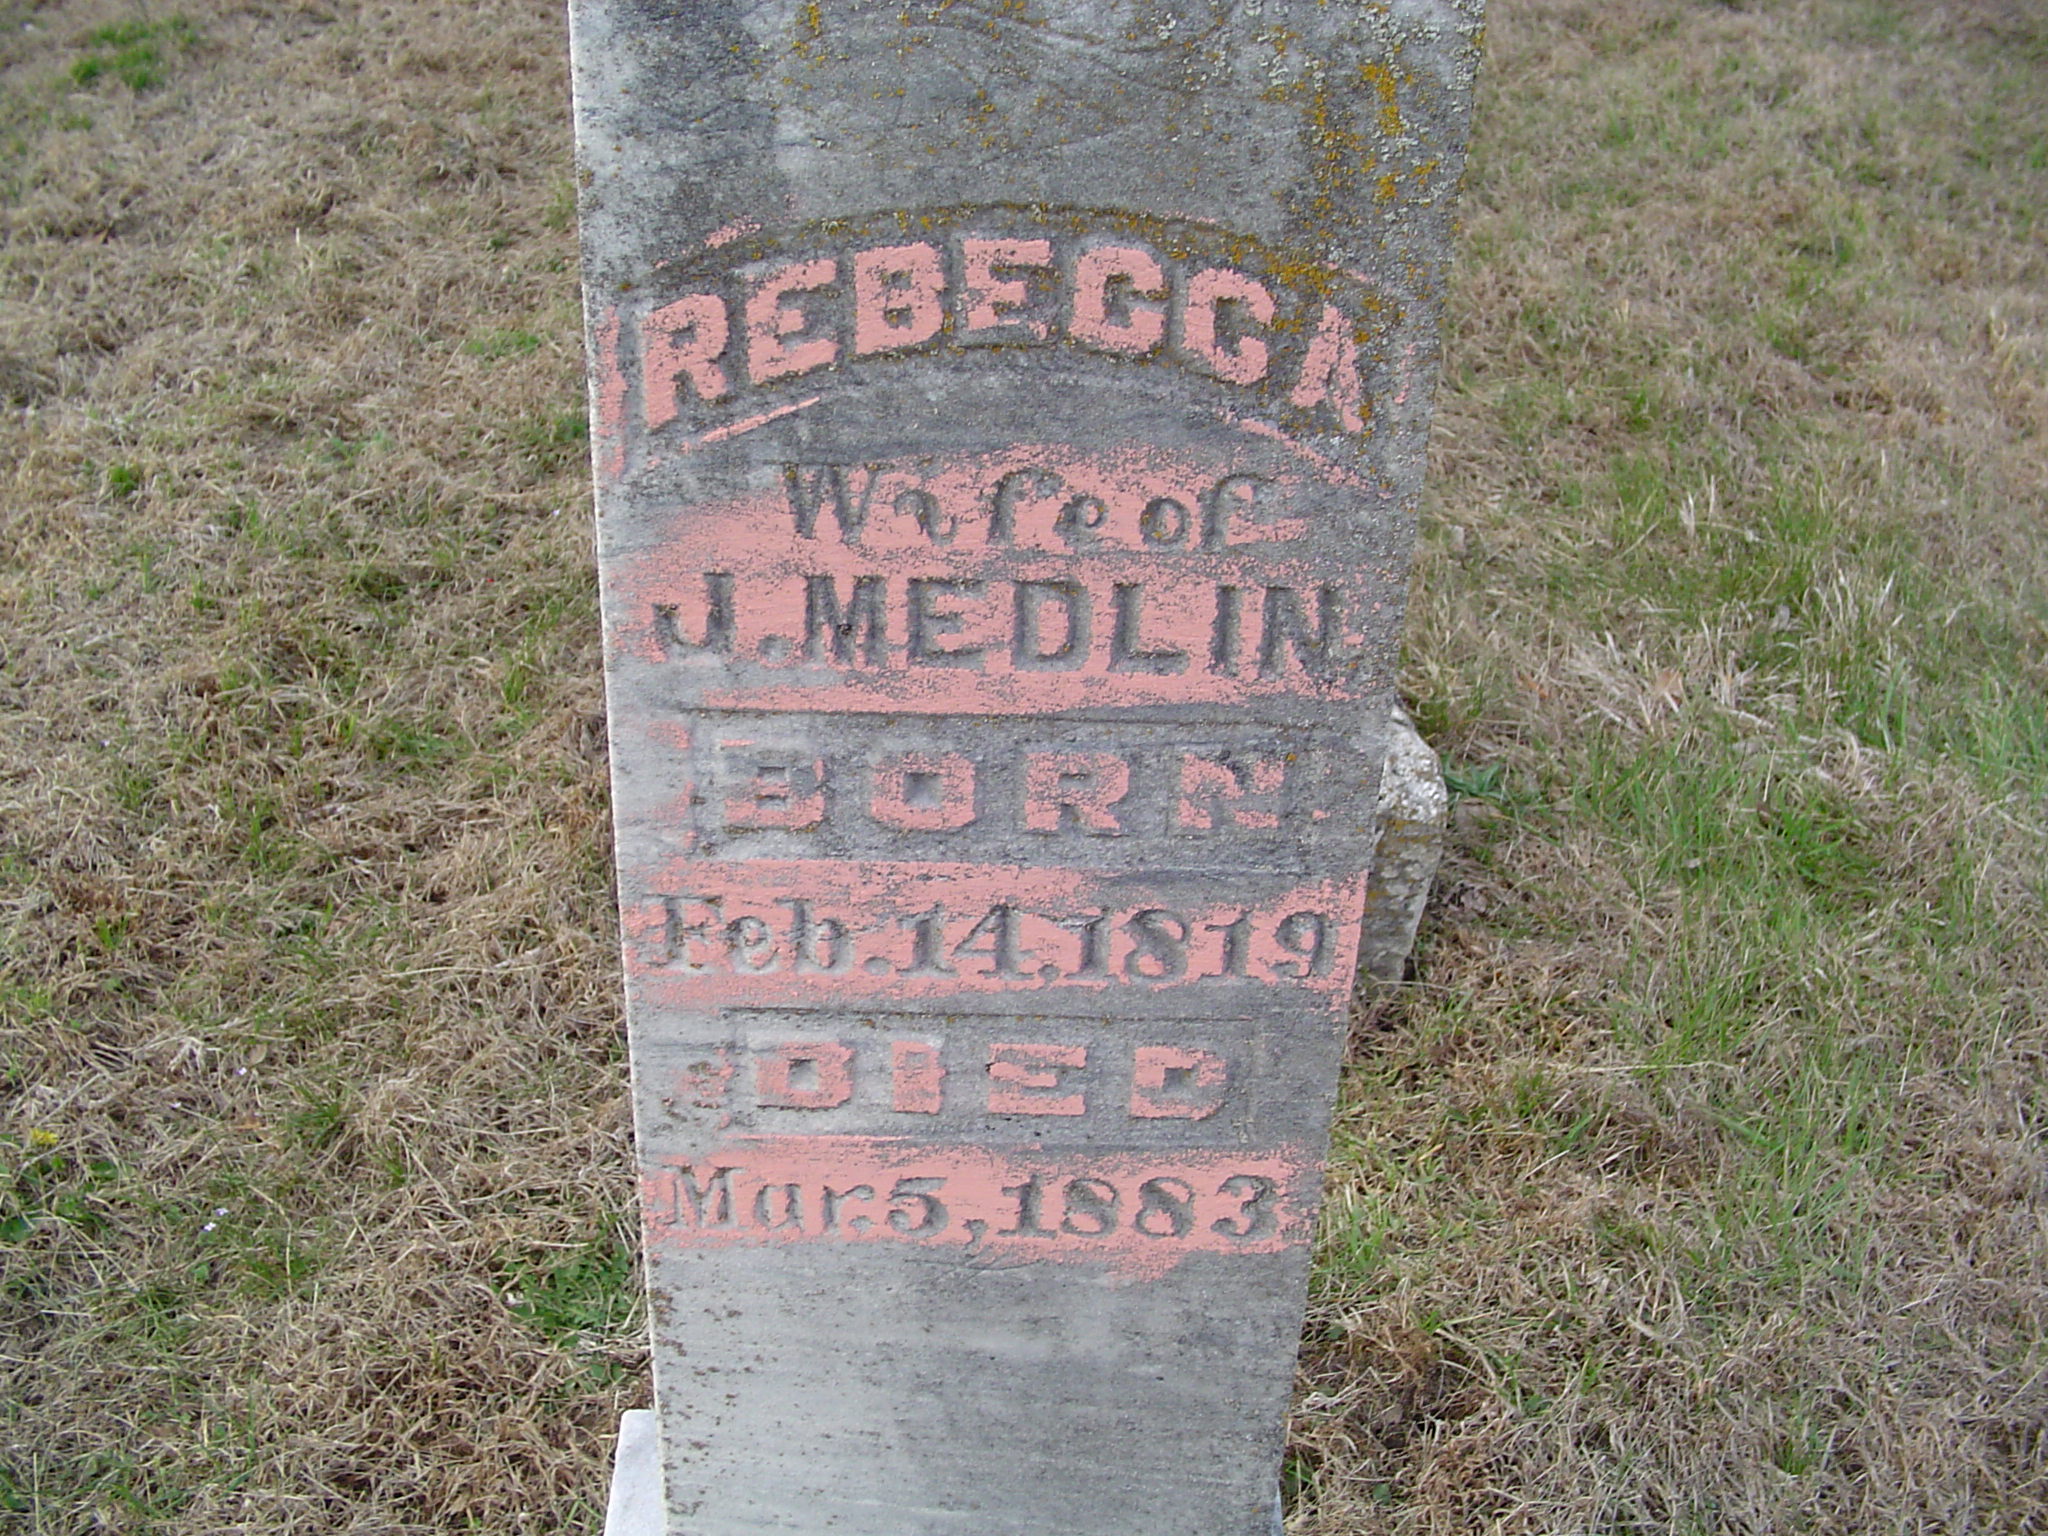 REBECCA
Wife of
J. MEDLIN
BORN
Feb. 14. 1819
DIED
Mar. 5, 1883